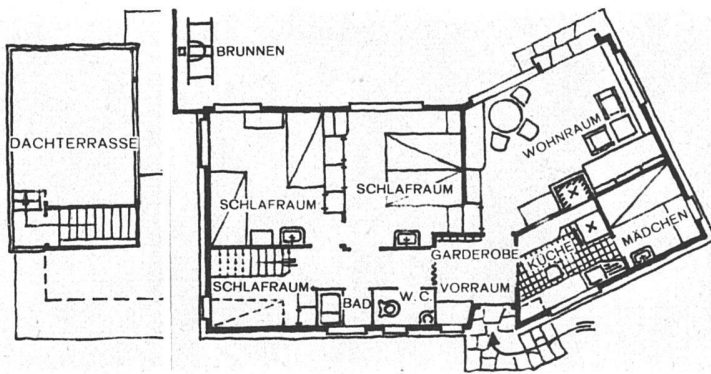 BRUNNEN
DACHTERRASSE
WOHNRAUM
SCHLAFRAUM
SCHLAFRAUM
MÄDCHEN
KÜCHE
GARDEROBE
VORRAUM
SCHLAFRAUM
BAD
W.C.